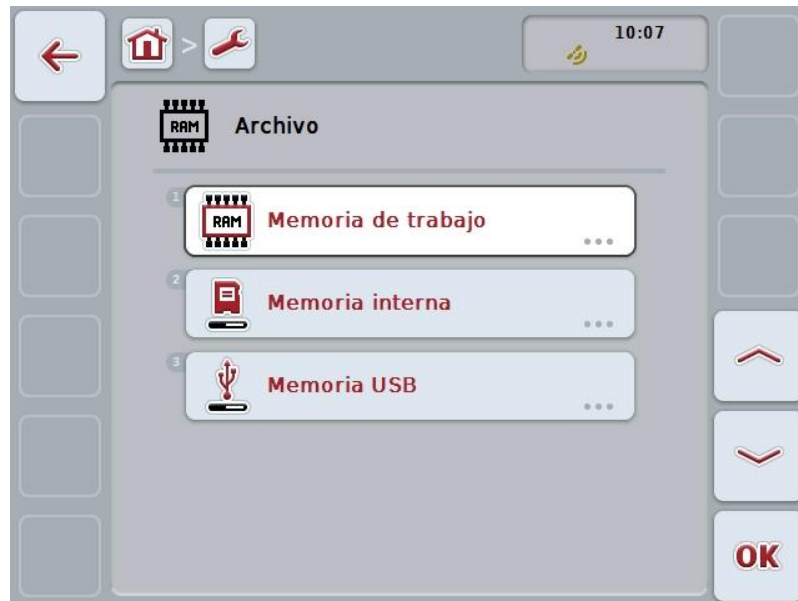 10:07
RAM
Archivo
1
RAM
Memoria de trabajo
2
Memoria interna
3
Memoria USB
OK